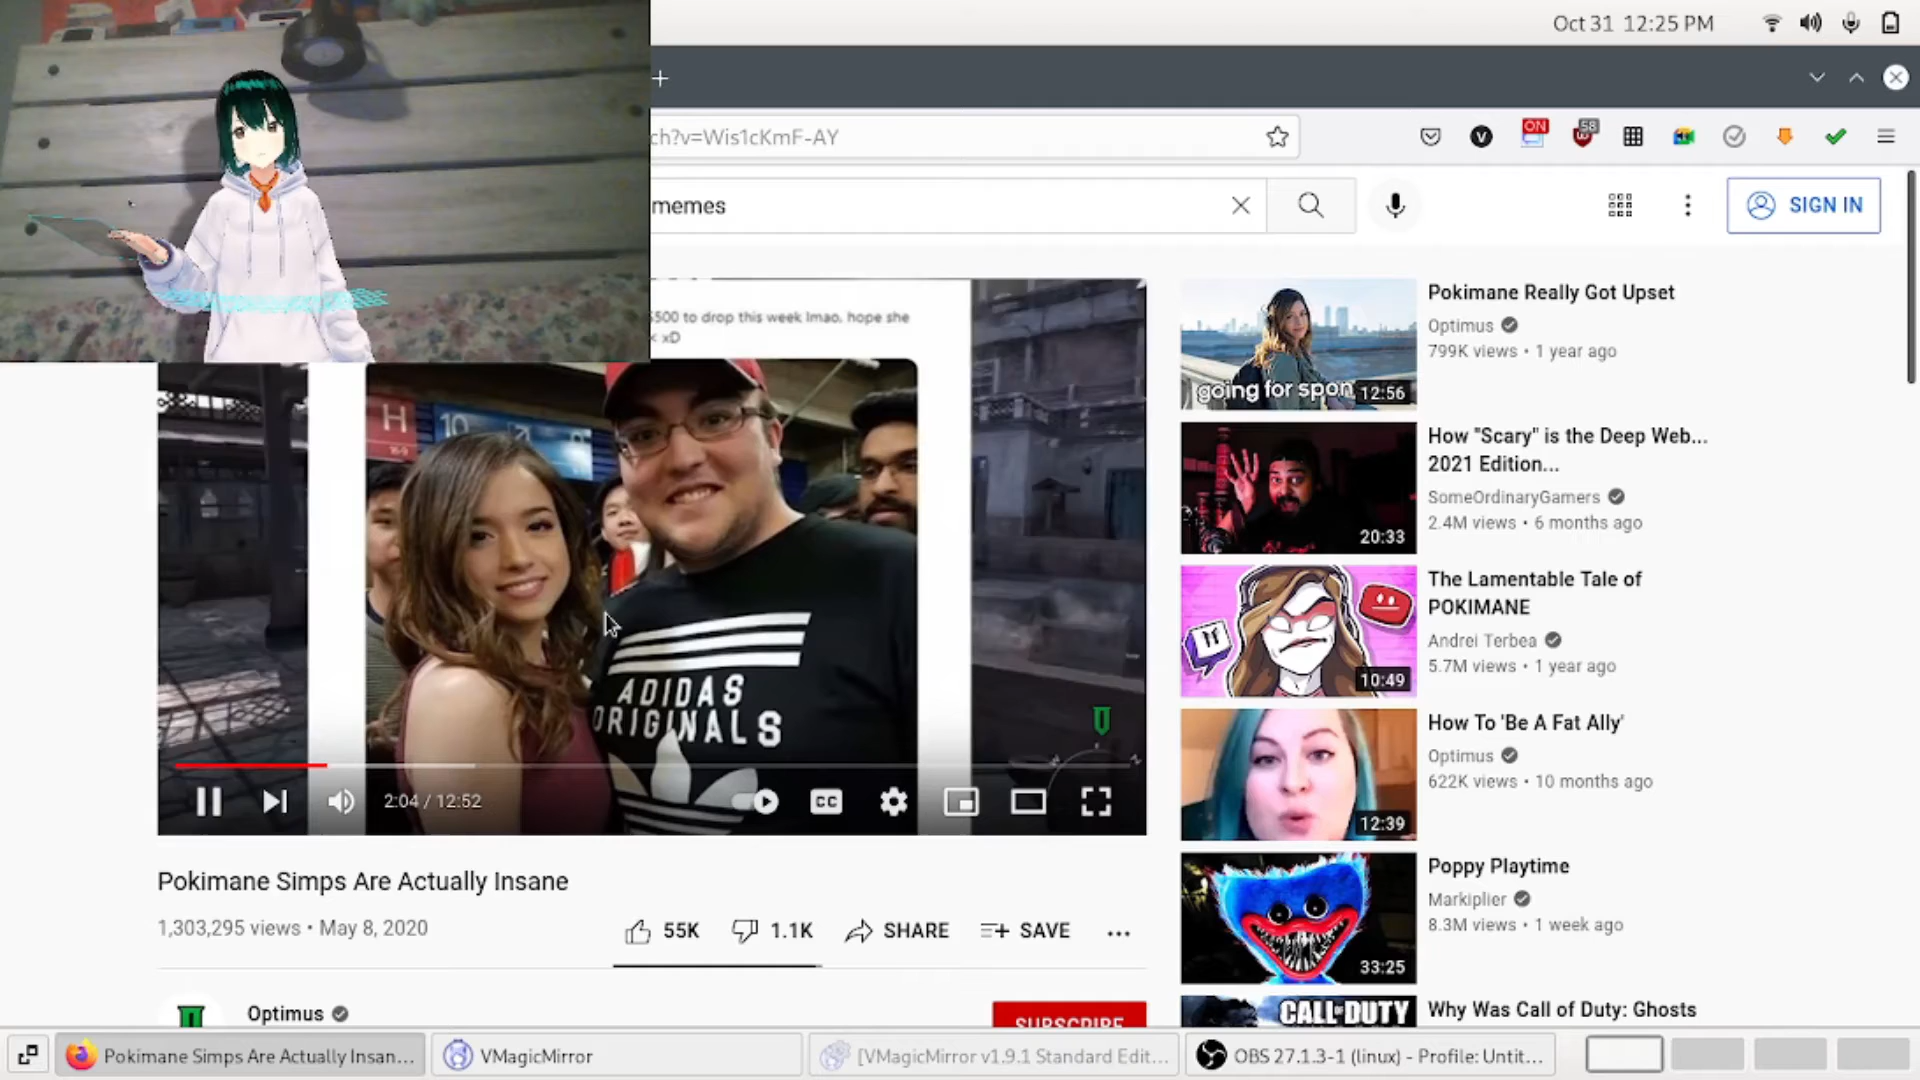 Oct 31 12:25 PM
ch?v=Wis1cKmF-AY
ON
58
memes
SIGN IN
$500 to drop this week lmao, hope she
xD
H
10
ADIDAS
ORIGINALS
2:04 / 12:52
CC
Pokimane Simps Are Actually Insane
1,303,295 views • May 8, 2020
55K
1.1K
SHARE
SAVE
Optimus
SUBSCRIBE
going for spon
12:56
Pokimane Really Got Upset
Optimus
799K views • 1 year ago
20:33
How "Scary" is the Deep Web...
2021 Edition...
SomeOrdinaryGamers
2.4M views • 6 months ago
10:49
The Lamentable Tale of
POKIMANE
Andrei Terbea
5.7M views • 1 year ago
12:39
How To 'Be A Fat Ally'
Optimus
622K views • 10 months ago
33:25
Poppy Playtime
Markiplier
8.3M views • 1 week ago
CALL OF DUTY
Why Was Call of Duty: Ghosts
Pokimane Simps Are Actually Insan...
VMagicMirror
[VMagicMirror v1.9.1 Standard Edit...
OBS 27.1.3-1 (linux) - Profile: Untit...